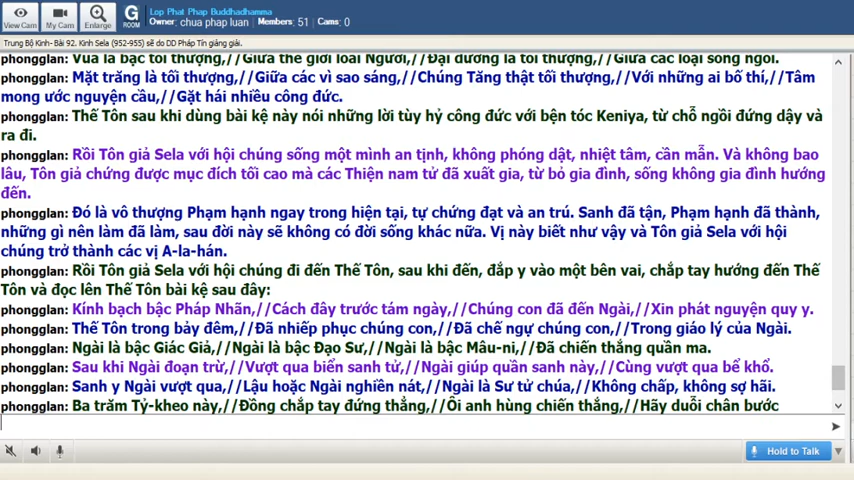 Lop Phat Phap Buddhadhamma
Owner: chua phap luan  Members: 51  Cams: 0
View Cam
My Cam
Enlarge
G
ROOM
Trung Bộ Kinh- Bài 92. Kinh Sela (952-955) sẽ do DD Pháp Tín giảng giải.
phongglan: Vua là bậc tối thượng,//Giữa thế giới loài Người,//Đại dương là tối thượng,//Giữa các loại sông ngòi.
phongglan: Mặt trăng là tối thượng,//Giữa các vì sao sáng,//Chúng Tăng thật tối thượng,//Với những ai bố thí,//Tâm
mong ước nguyện cầu,//Gặt hái nhiều công đức.
phongglan: Thế Tôn sau khi dùng bài kệ này nói những lời tùy hỷ công đức với bện tóc Keniya, từ chỗ ngồi đứng dậy và
ra đi.
phongglan: Rồi Tôn giả Sela với hội chúng sống một mình an tịnh, không phóng dật, nhiệt tâm, cần mẫn. Và không bao
lâu, Tôn giả chứng được mục đích tối cao mà các Thiện nam tử đã xuất gia, từ bỏ gia đình, sống không gia đình hướng
đến.
phongglan: Đó là vô thượng Phạm hạnh ngay trong hiện tại, tự chứng đạt và an trú. Sanh đã tận, Phạm hạnh đã thành,
những gì nên làm đã làm, sau đời này sẽ không có đời sống khác nữa. Vị này biết như vậy và Tôn giả Sela với hội
chúng trở thành các vị A-la-hán.
phongglan: Rồi Tôn giả Sela với hội chúng đi đến Thế Tôn, sau khi đến, đắp y vào một bên vai, chắp tay hướng đến Thế
Tôn và đọc lên Thế Tôn bài kệ sau đây:
phongglan: Kính bạch bậc Pháp Nhãn,//Cách đây trước tám ngày,//Chúng con đã đến Ngài,//Xin phát nguyện quy y.
phongglan: Thế Tôn trong bảy đêm,//Đã nhiếp phục chúng con,//Đã chế ngự chúng con,//Trong giáo lý của Ngài.
phongglan: Ngài là bậc Giác Giả,//Ngài là bậc Đạo Sư,//Ngài là bậc Mâu-ni,//Đã chiến thắng quần ma.
phongglan: Sau khi Ngài đoạn trừ,//Vượt qua biển sanh tử,//Ngài giúp quần sanh này,//Cùng vượt qua bể khổ.
phongglan: Sanh y Ngài vượt qua,//Lậu hoặc Ngài nghiền nát,//Ngài là Sư tử chúa,//Không chấp, không sợ hãi.
phongglan: Ba trăm Tỷ-kheo này,//Đồng chắp tay đứng thẳng,//Ôi anh hùng chiến thắng,//Hãy duỗi chân bước
Hold to Talk